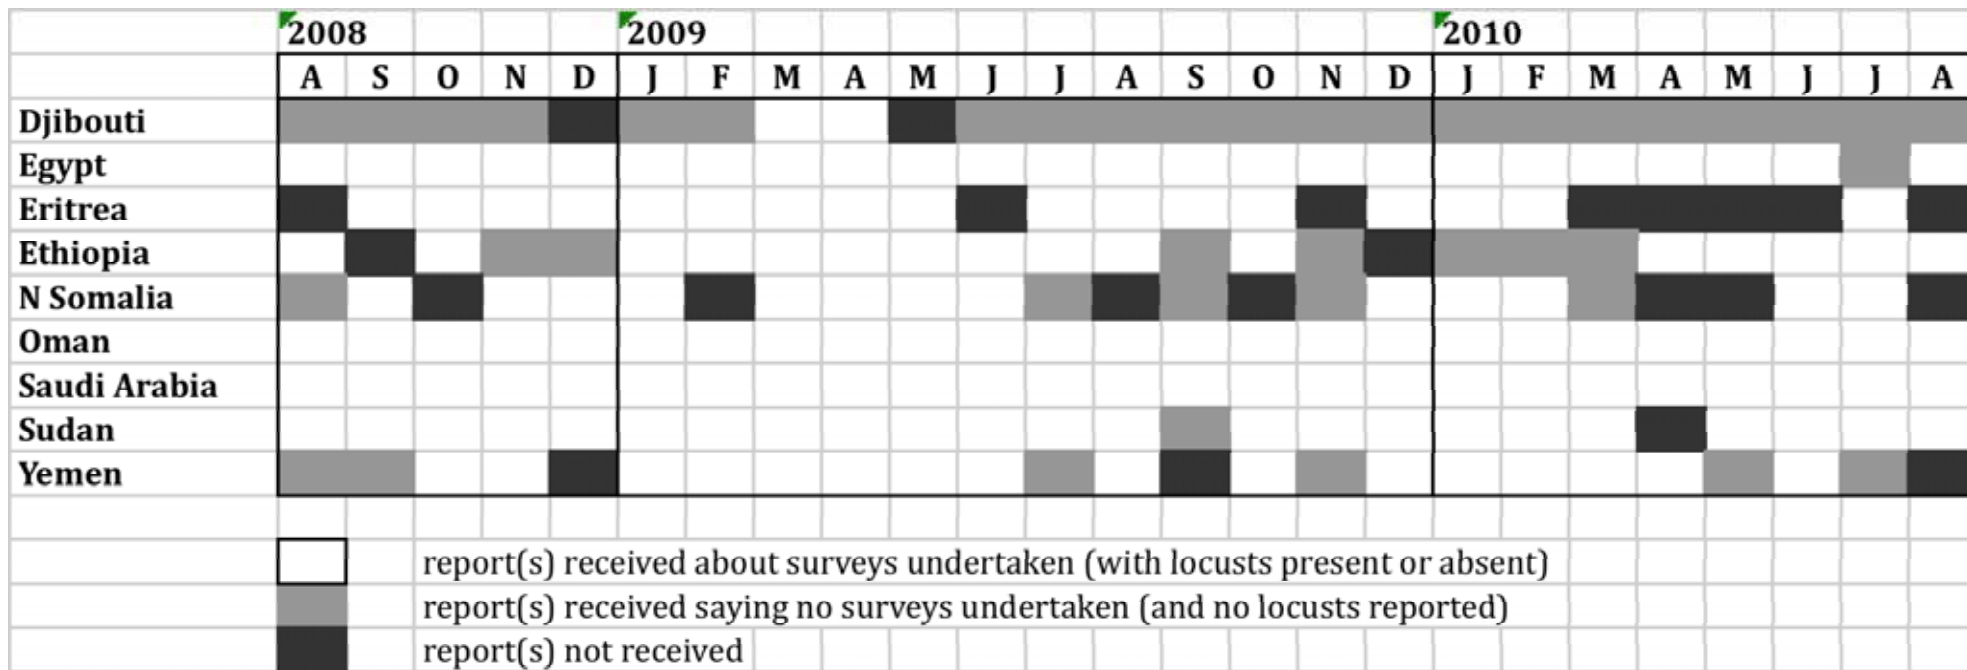 2008 2009 2010
A S O N D J F M A M J J A S O N D J F M A M J J A
Djibouti
Egypt
Eritrea
Ethiopia
N Somalia
Oman
Saudi Arabia
Sudan
Yemen
report(s) received about surveys undertaken (with locusts present or absent)
report(s) received saying no surveys undertaken (and no locusts reported)
report(s) not received